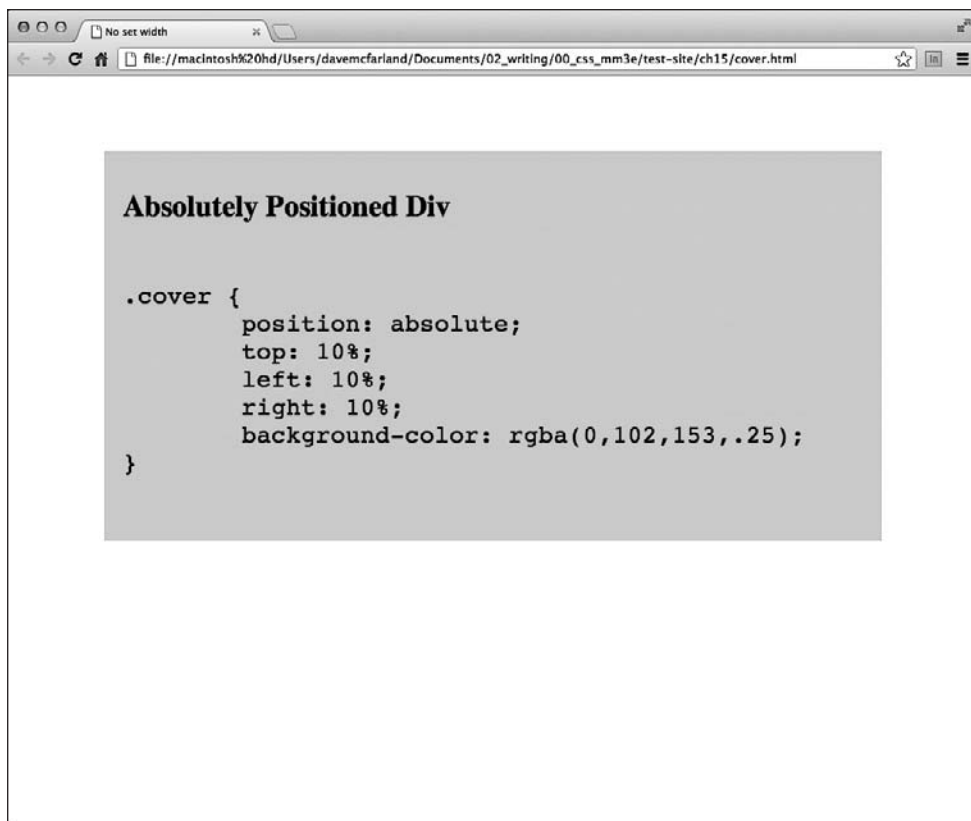 No set width
file://macintosh%20hd/Users/davemcfarland/Documents/02_writing/00_css_mm3e/test-site/ch15/cover.html
Absolutely Positioned Div
.cover {
position: absolute;
top: 10%;
left: 10%;
right: 10%;
background-color: rgba(0,102,153,.25);
}